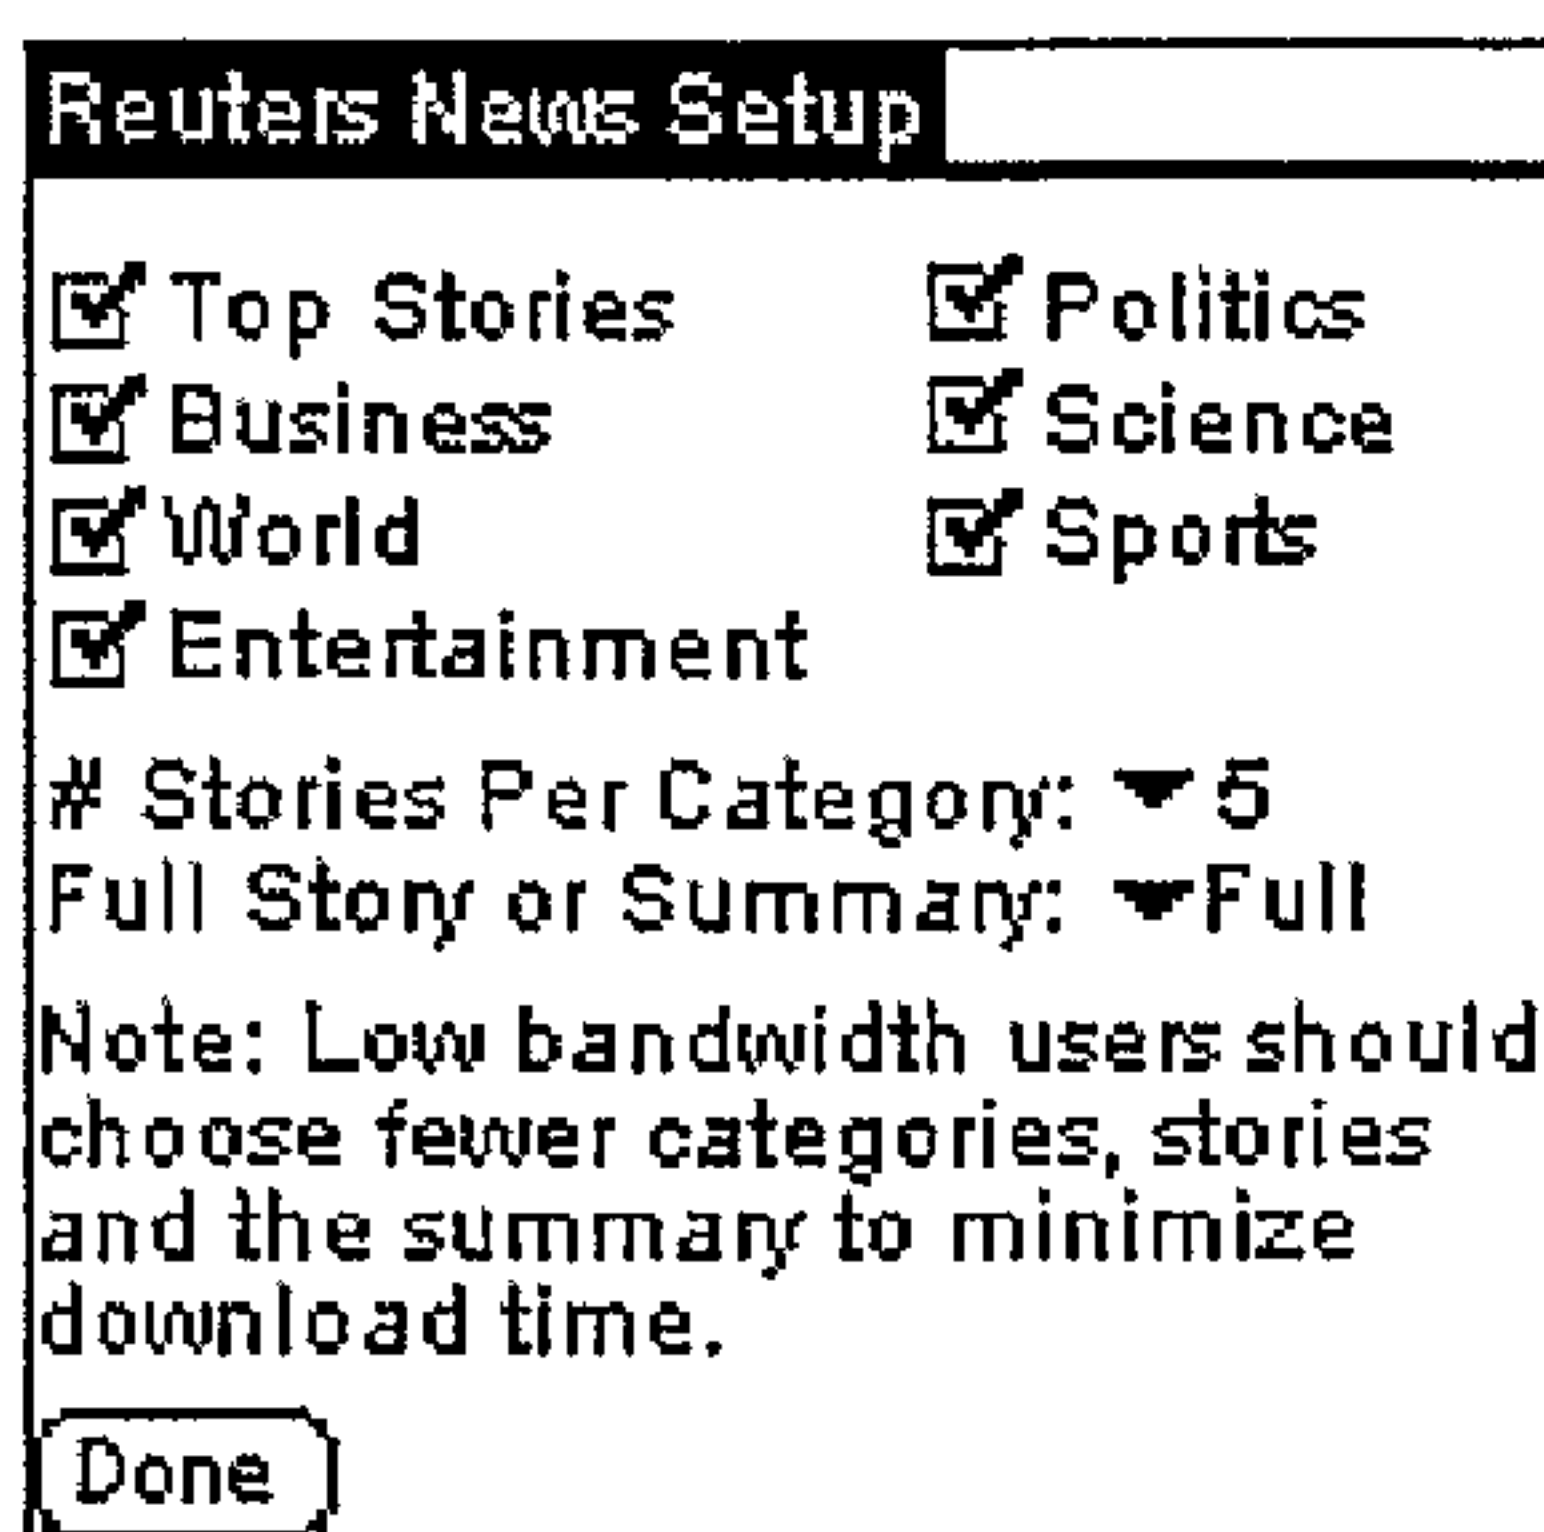 Reuters News Setup
Top Stories
Politics
Business
Science
World
Sports
Entertainment
# Stories Per Category: 5
Full Story or Summary: Full
Note: Low bandwidth users should
choose fewer categories, stories
and the summary to minimize
download time.
Done